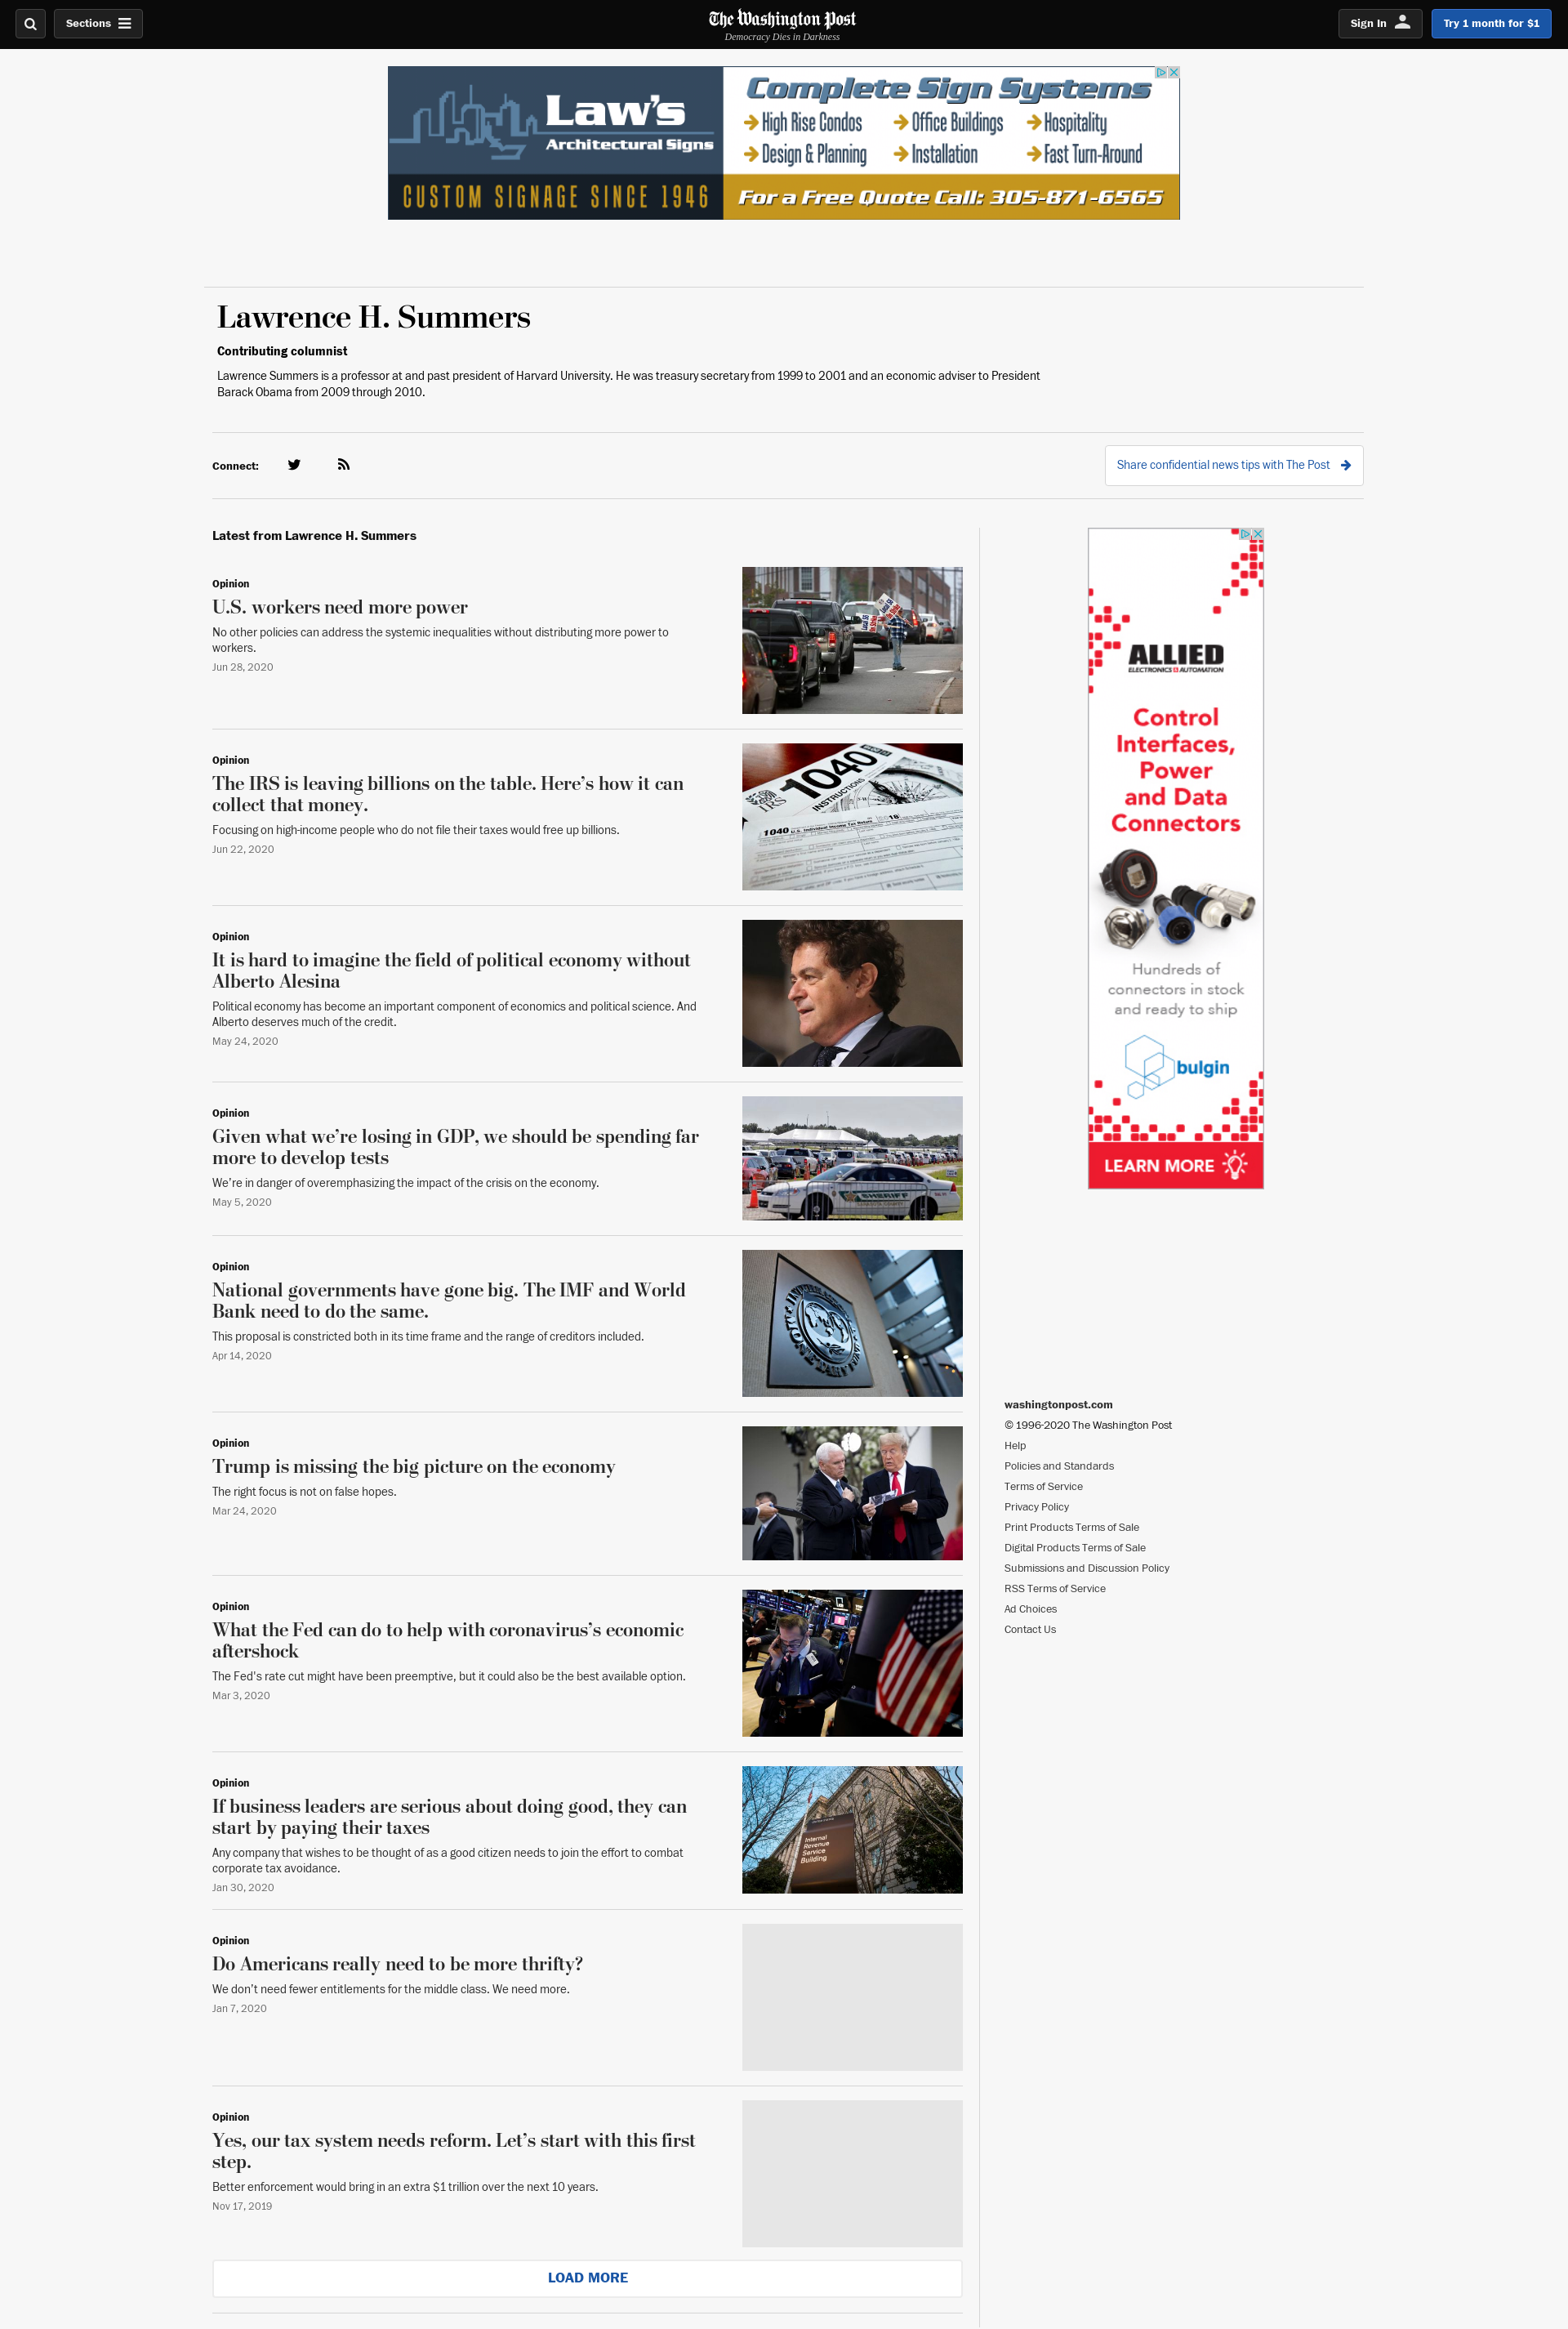 Sections
The Washington Post
Democracy Dies in Darkness
Sign In
Try 1 month for $1
Law's
Architectural Signs
CUSTOM SIGNAGE SINCE 1946
Complete Sign Systems
High Rise Condos
Office Buildings
Hospitality
Design & Planning
Installation
Fast Turn-Around
For a Free Quote Call: 305-871-6565
Lawrence H. Summers
Contributing columnist
Lawrence Summers is a professor at and past president of Harvard University. He was treasury secretary from 1999 to 2001 and an economic adviser to President
Barack Obama from 2009 through 2010.
Connect:
Share confidential news tips with The Post
Latest from Lawrence H. Summers
Opinion
U.S. workers need more power
No other policies can address the systemic inequalities without distributing more power to
workers.
Jun 28, 2020
Opinion
The IRS is leaving billions on the table. Here’s how it can
collect that money.
Focusing on high-income people who do not file their taxes would free up billions.
Jun 22, 2020
1040
INSTRUCTIONS
IRS
1040
Opinion
It is hard to imagine the field of political economy without
Alberto Alesina
Political economy has become an important component of economics and political science. And
Alberto deserves much of the credit.
May 24, 2020
Opinion
Given what we’re losing in GDP, we should be spending far
more to develop tests
We’re in danger of overemphasizing the impact of the crisis on the economy.
May 5, 2020
SHERIFF
Opinion
National governments have gone big. The IMF and World
Bank need to do the same.
This proposal is constricted both in its time frame and the range of creditors included.
Apr 14, 2020
Opinion
Trump is missing the big picture on the economy
The right focus is not on false hopes.
Mar 24, 2020
Opinion
What the Fed can do to help with coronavirus’s economic
aftershock
The Fed's rate cut might have been preemptive, but it could also be the best available option.
Mar 3, 2020
Opinion
If business leaders are serious about doing good, they can
start by paying their taxes
Any company that wishes to be thought of as a good citizen needs to join the effort to combat
corporate tax avoidance.
Jan 30, 2020
Internal
Revenue
Service
Building
Opinion
Do Americans really need to be more thrifty?
We don’t need fewer entitlements for the middle class. We need more.
Jan 7, 2020
Opinion
Yes, our tax system needs reform. Let’s start with this first
step.
Better enforcement would bring in an extra $1 trillion over the next 10 years.
Nov 17, 2019
LOAD MORE
ALLIED
ELECTRONICS & AUTOMATION
Control
Interfaces,
Power
and Data
Connectors
Hundreds of
connectors in stock
and ready to ship
bulgin
LEARN MORE
washingtonpost.com
© 1996-2020 The Washington Post
Help
Policies and Standards
Terms of Service
Privacy Policy
Print Products Terms of Sale
Digital Products Terms of Sale
Submissions and Discussion Policy
RSS Terms of Service
Ad Choices
Contact Us